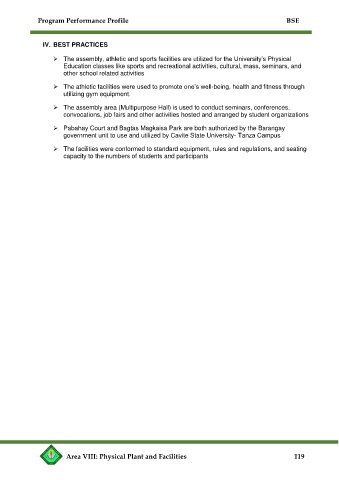 Program Performance Profile BSE
IV. BEST PRACTICES
➢ The assembly, athletic and sports facilities are utilized for the University's Physical
Education classes like sports and recreational activities, cultural, mass, seminars, and
other school related activities
➢ The athletic facilities were used to promote one's well-being, health and fitness through
utilizing gym equipment.
➢ The assembly area (Multipurpose Hall) is used to conduct seminars, conferences,
convocations, job fairs and other activities hosted and arranged by student organizations
➢ Pabahay Court and Bagtas Magkaisa Park are both authorized by the Barangay
government unit to use and utilized by Cavite State University- Tanza Campus
➢ The facilities were conformed to standard equipment, rules and regulations, and seating
capacity to the numbers of students and participants
Area VIII: Physical Plant and Facilities 119